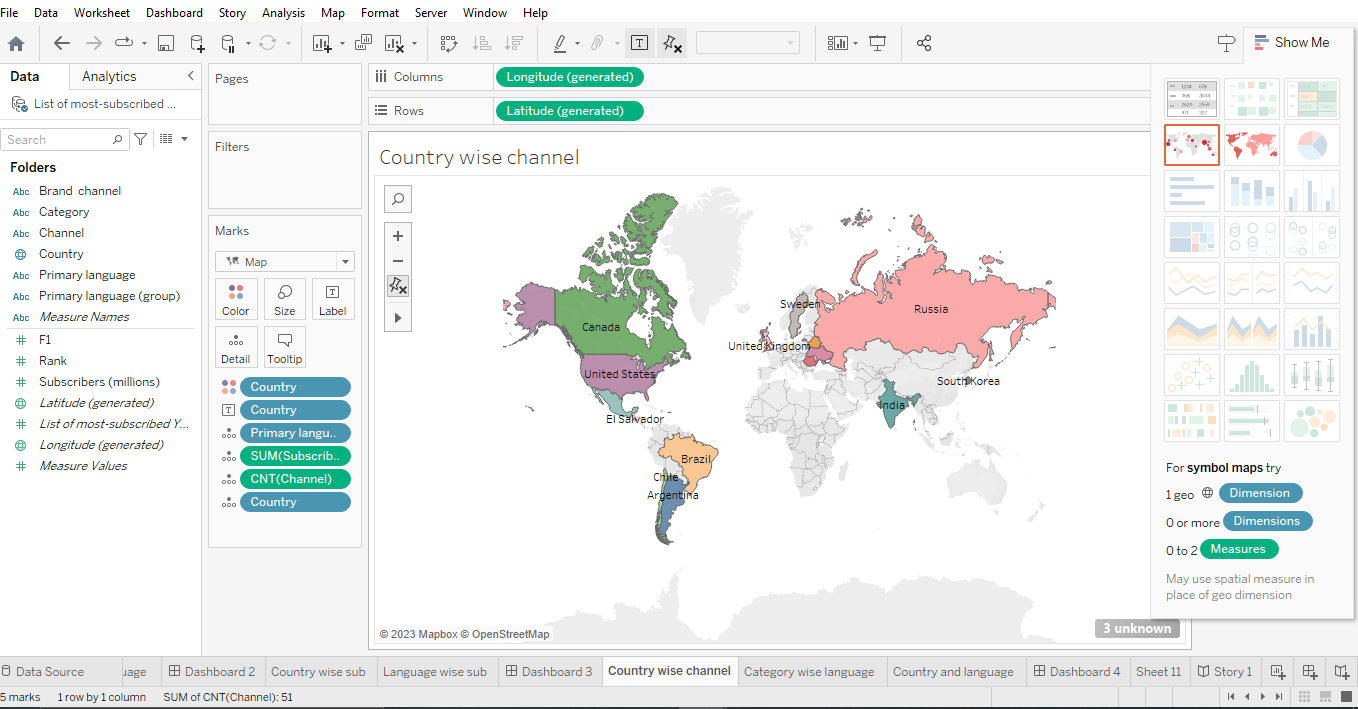 File Data Worksheet Dashboard Story Analysis Map Format Server Window Help
Show Me
Data Analytics
List of most-subscribed ...
Search
Folders
Abc Brand channel
Abc Category
Abc Channel
Country
Abc Primary language
Abc Primary language (group)
Abc Measure Names
F1
Rank
Subscribers (millions)
Latitude (generated)
List of most-subscribed Y...
Longitude (generated)
Measure Values
Pages
Filters
Marks
Map
Color Size Label
Detail Tooltip
Country
Country
Primary langu..
SUM(Subscrib..
CNT(Channel)
Country
Columns Longitude (generated)
Rows Latitude (generated)
Country wise channel
Canada
United States
El Salvador
Brazil
Chile
Argentina
Sweden
United Kingdom
Russia
South Korea
India
© 2023 Mapbox © OpenStreetMap
3 unknown
For symbol maps try
1 geo Dimension
0 or more Dimensions
0 to 2 Measures
May use spatial measure in
place of geo dimension
Data Source uage Dashboard 2 Country wise sub Language wise sub Dashboard 3 Country wise channel Category wise language Country and language Dashboard 4 Sheet 11 Story 1
5 marks 1 row by 1 column SUM of CNT(Channel): 51